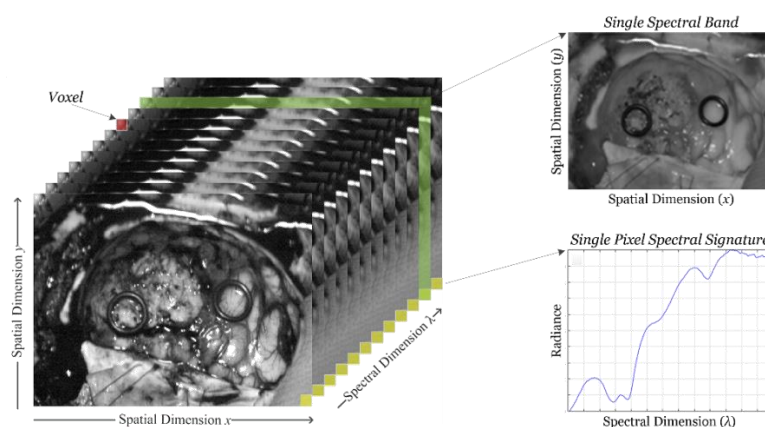 Voxel
Spatial Dimension y
Spatial Dimension x
Spectral Dimension λ
Single Spectral Band
Spatial Dimension (y)
Spatial Dimension (x)
Single Pixel Spectral Signature
Radiance
Spectral Dimension (λ)